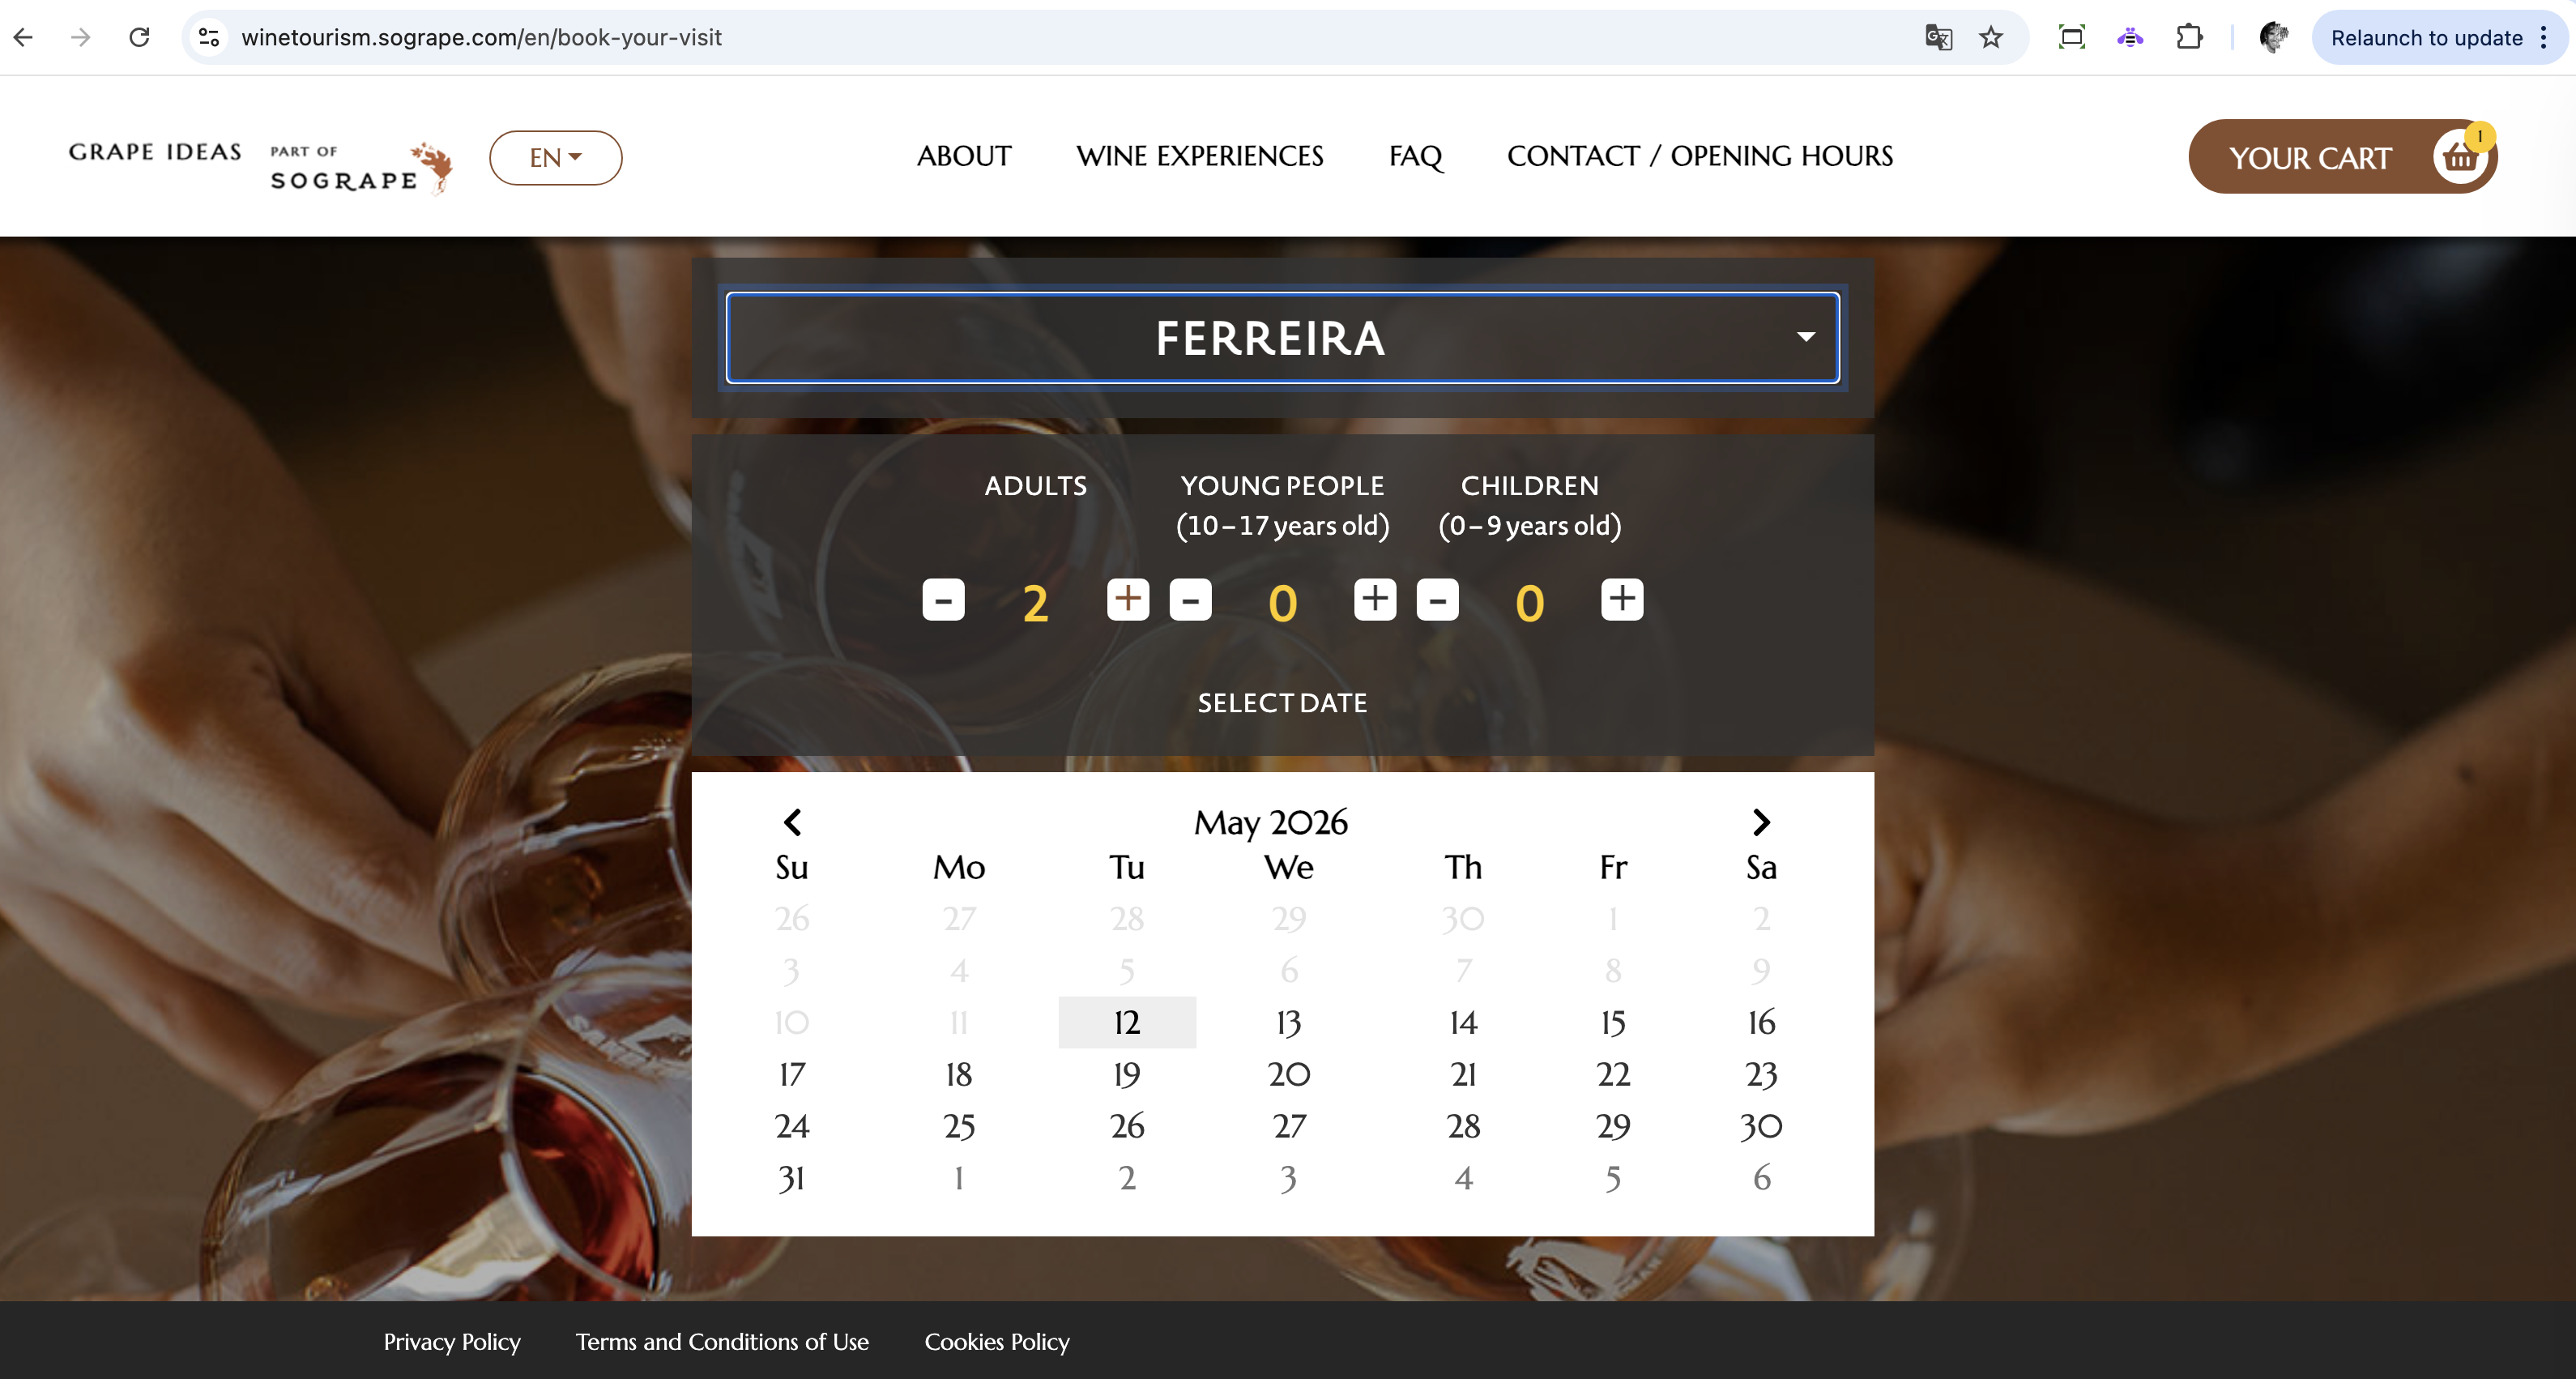 winetourism.sogrape.com/en/book-your-visit
Relaunch to update
GRAPE IDEAS
PART OF
SOGRAPE
EN
ABOUT
WINE EXPERIENCES
FAQ
CONTACT / OPENING HOURS
YOUR CART
1
FERREIRA
ADULTS YOUNG PEOPLE CHILDREN
(10–17 years old) (0–9 years old)
- 2 + - 0 + - 0 +
SELECT DATE
May 2026
Su Mo Tu We Th Fr Sa
26 27 28 29 30 1 2
3 4 5 6 7 8 9
10 11 12 13 14 15 16
17 18 19 20 21 22 23
24 25 26 27 28 29 30
31 1 2 3 4 5 6
Privacy Policy Terms and Conditions of Use Cookies Policy